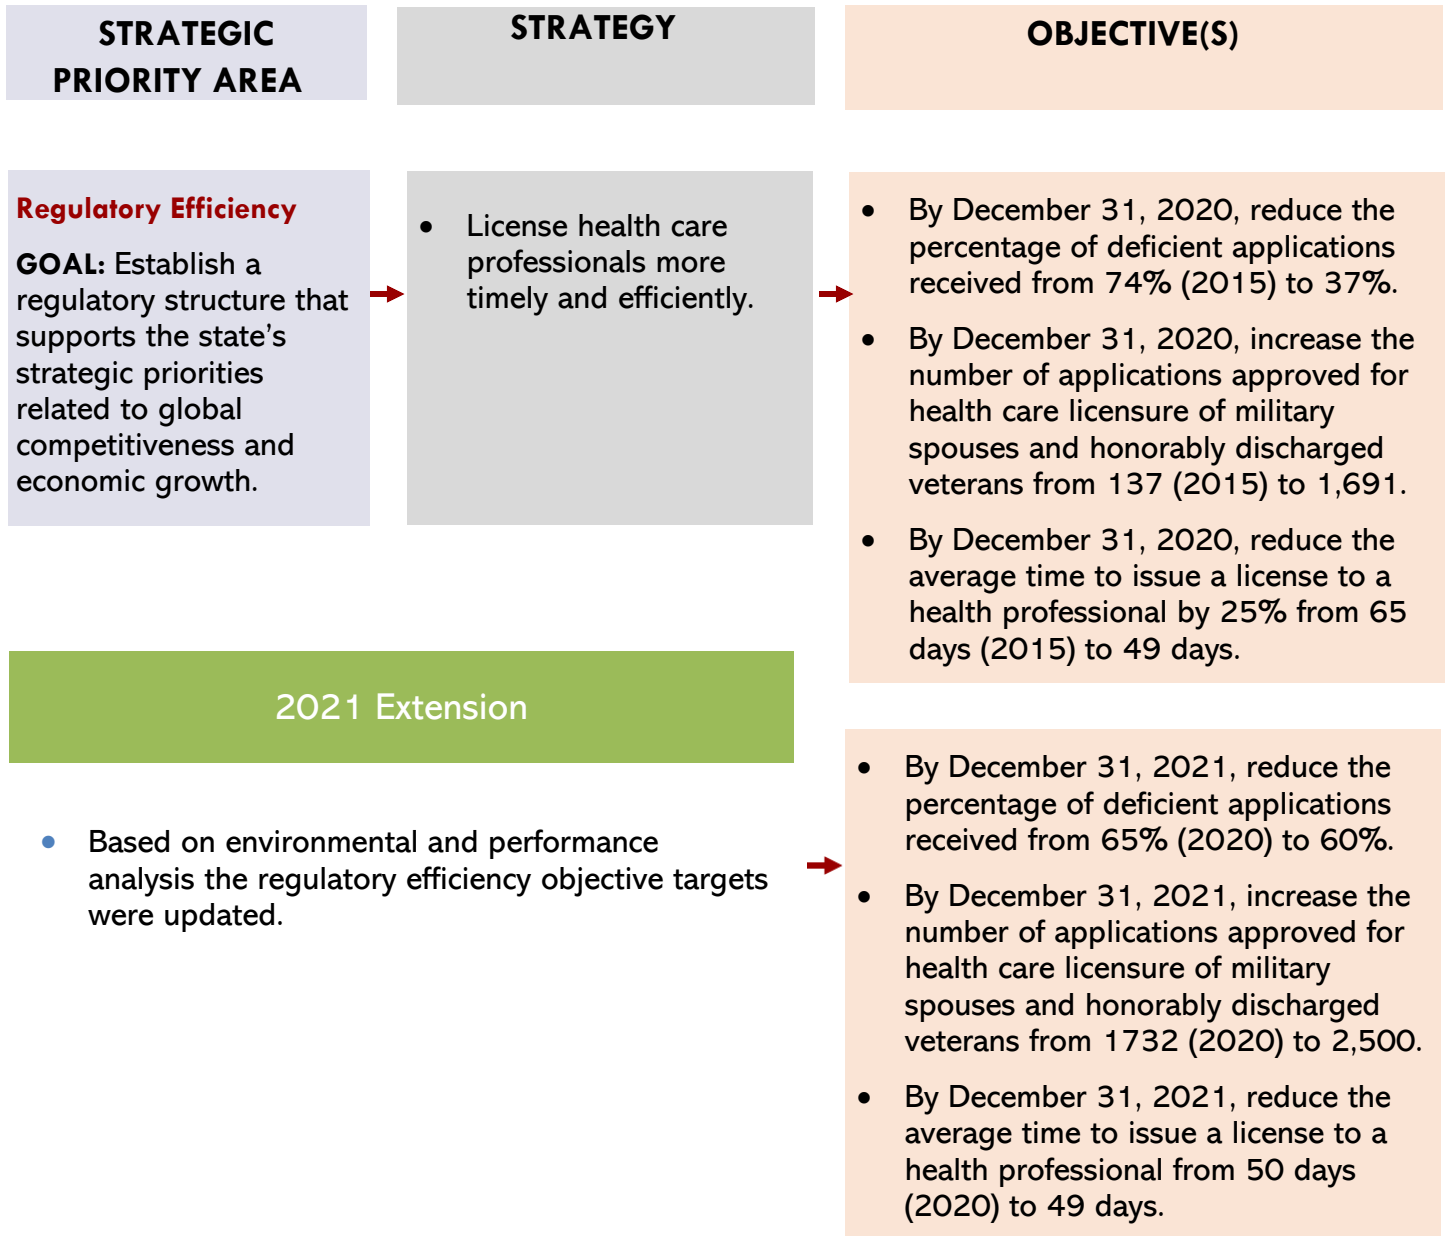 STRATEGIC
PRIORITY AREA
STRATEGY
OBJECTIVE(S)
Regulatory Efficiency
GOAL: Establish a
regulatory structure that
supports the state’s
strategic priorities
related to global
competitiveness and
economic growth.
• License health care
professionals more
timely and efficiently.
• By December 31, 2020, reduce the
percentage of deficient applications
received from 74% (2015) to 37%.
• By December 31, 2020, increase the
number of applications approved for
health care licensure of military
spouses and honorably discharged
veterans from 137 (2015) to 1,691.
• By December 31, 2020, reduce the
average time to issue a license to a
health professional by 25% from 65
days (2015) to 49 days.
2021 Extension
• Based on environmental and performance
analysis the regulatory efficiency objective targets
were updated.
• By December 31, 2021, reduce the
percentage of deficient applications
received from 65% (2020) to 60%.
• By December 31, 2021, increase the
number of applications approved for
health care licensure of military
spouses and honorably discharged
veterans from 1732 (2020) to 2,500.
• By December 31, 2021, reduce the
average time to issue a license to a
health professional from 50 days
(2020) to 49 days.